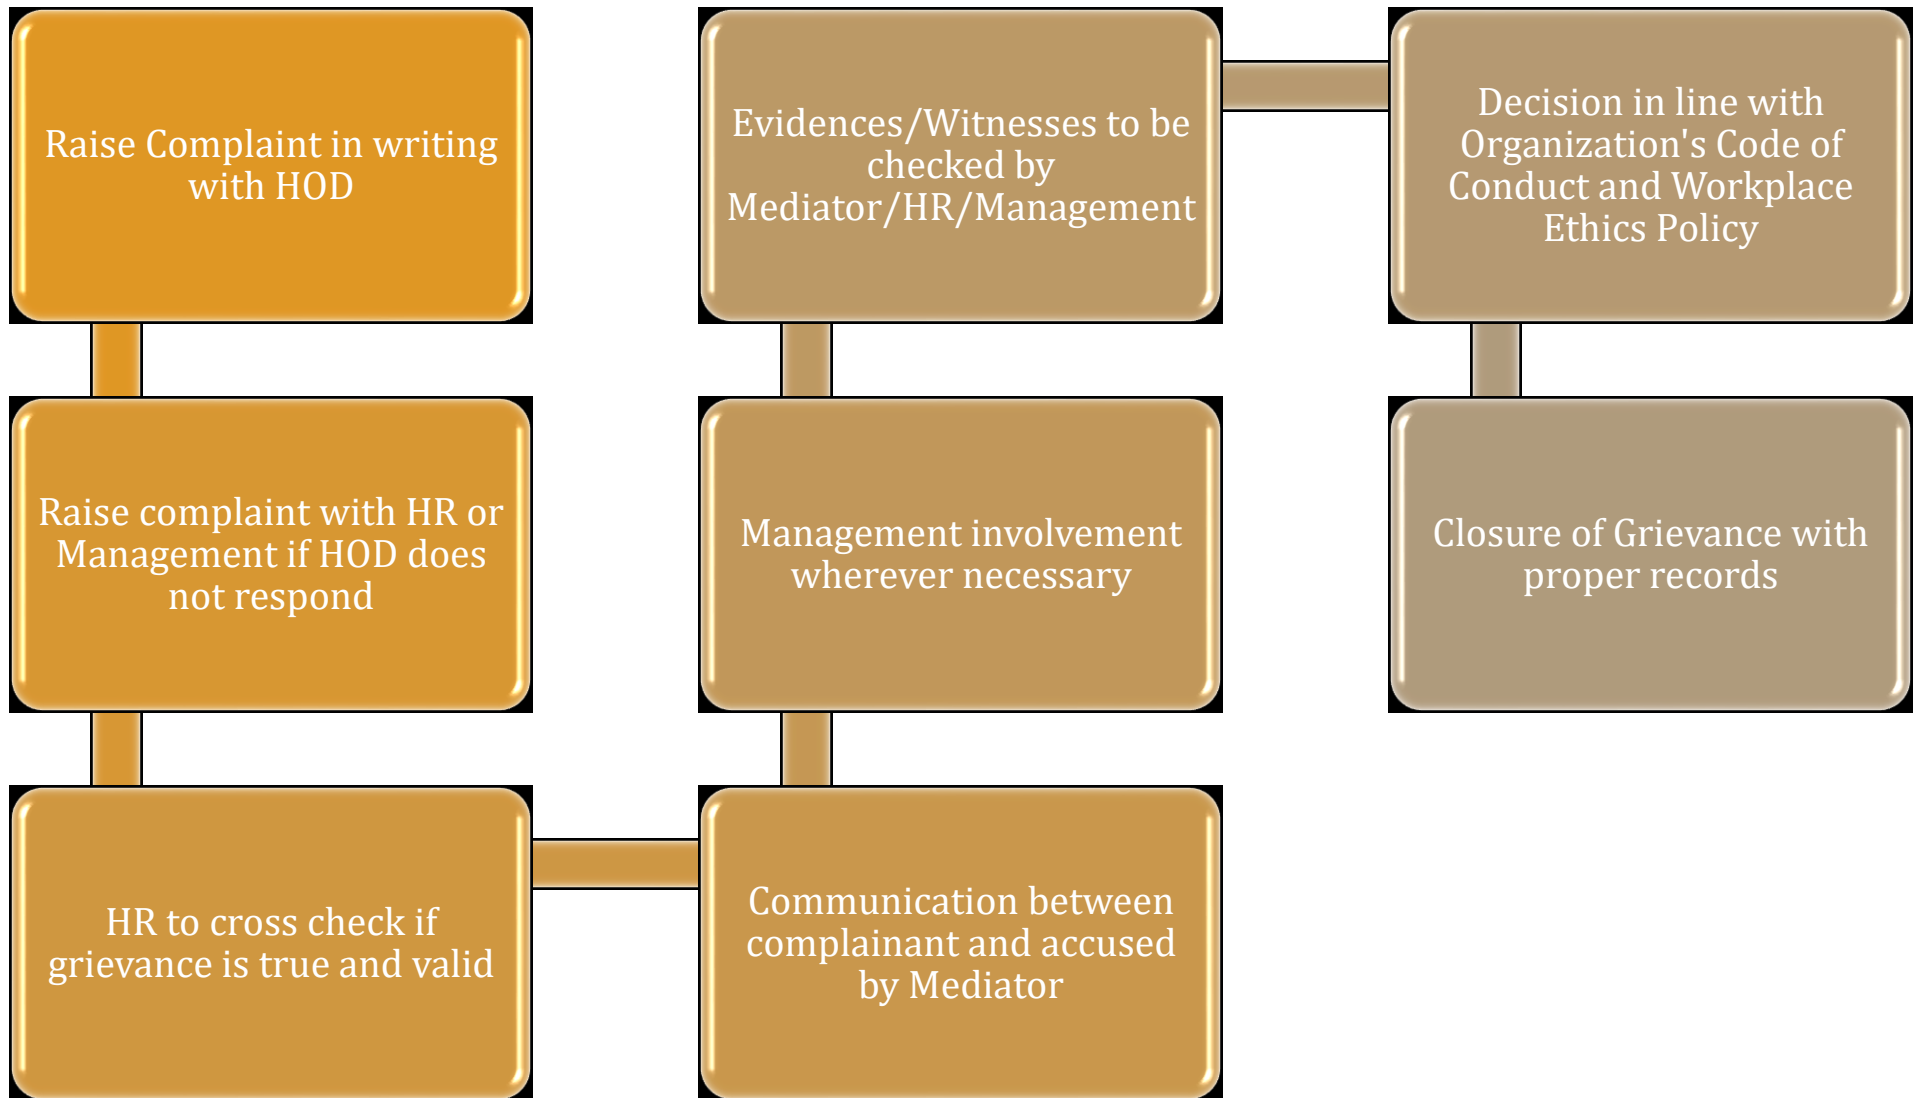 Raise Complaint in writing
with HOD
Raise complaint with HR or
Management if HOD does
not respond
HR to cross check if
grievance is true and valid
Communication between
complainant and accused
by Mediator
Management involvement
wherever necessary
Evidences/Witnesses to be
checked by
Mediator/HR/Management
Decision in line with
Organization's Code of
Conduct and Workplace
Ethics Policy
Closure of Grievance with
proper records